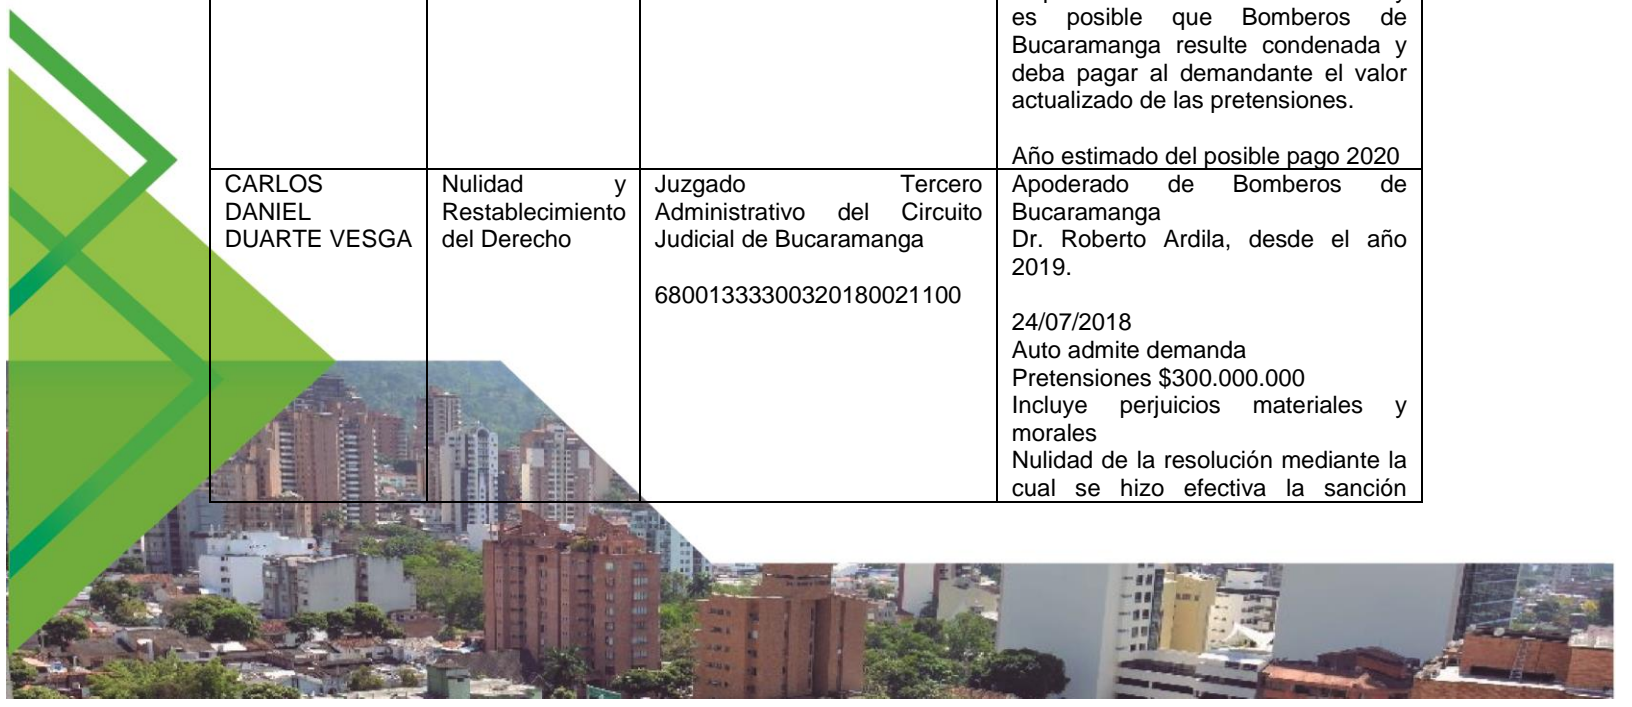 es posible que Bomberos de
Bucaramanga resulte condenada y
deba pagar al demandante el valor
actualizado de las pretensiones.
Año estimado del posible pago 2020
CARLOS
DANIEL
DUARTE VESGA
Nulidad y
Restablecimiento
del Derecho
Juzgado Tercero
Administrativo del Circuito
Judicial de Bucaramanga
68001333300320180021100
Apoderado de Bomberos de
Bucaramanga
Dr. Roberto Ardila, desde el año
2019.
24/07/2018
Auto admite demanda
Pretensiones $300.000.000
Incluye perjuicios materiales y
morales
Nulidad de la resolución mediante la
cual se hizo efectiva la sanción